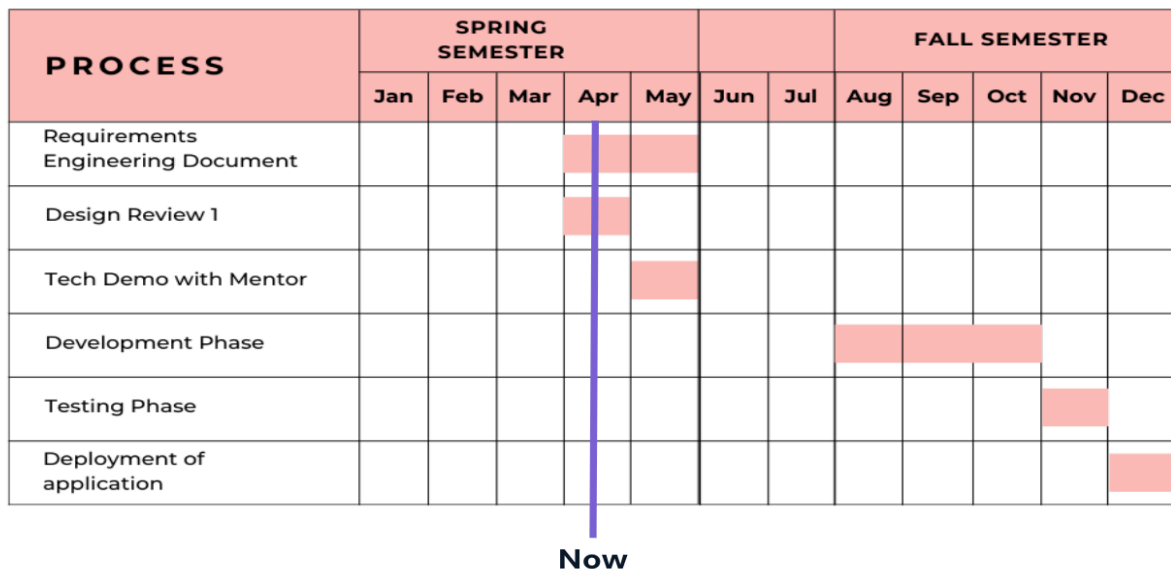 PROCESS
SPRING
SEMESTER
FALL SEMESTER
Jan Feb Mar Apr May Jun Jul Aug Sep Oct Nov Dec
Requirements
Engineering Document
Design Review 1
Tech Demo with Mentor
Development Phase
Testing Phase
Deployment of
application
Now